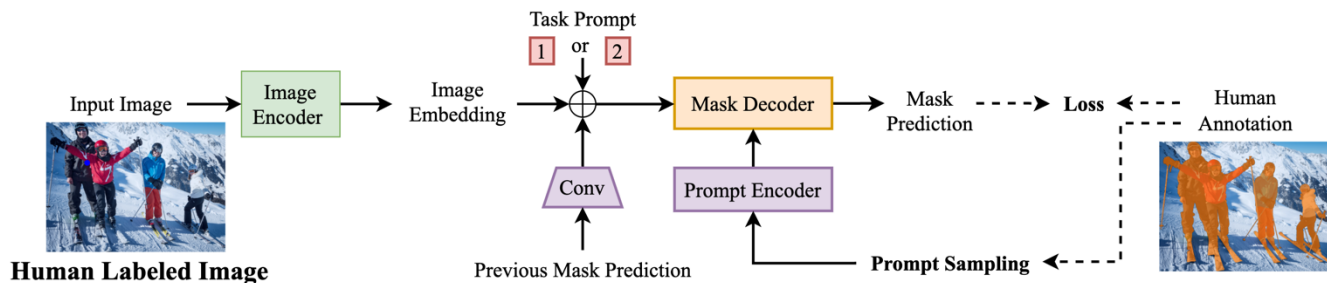 Task Prompt
1 or 2
Input Image
Image
Encoder
Image
Embedding
Mask Decoder
Mask
Prediction
Loss
Human
Annotation
Conv
Prompt Encoder
Previous Mask Prediction
Prompt Sampling
Human Labeled Image